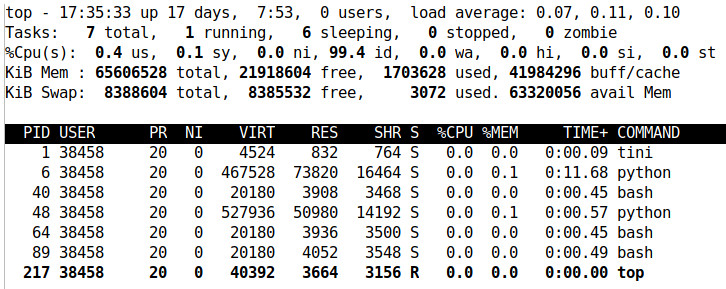 top - 17:35:33 up 17 days,  7:53,  0 users,  load average: 0.07, 0.11, 0.10
Tasks:   7 total,   1 running,   6 sleeping,   0 stopped,   0 zombie
%Cpu(s):  0.4 us,  0.1 sy,  0.0 ni, 99.4 id,  0.0 wa,  0.0 hi,  0.0 si,  0.0 st
KiB Mem : 65606528 total, 21918604 free,  1703628 used, 41984296 buff/cache
KiB Swap:  8388604 total,  8385532 free,     3072 used. 63320056 avail Mem
PID USER      PR  NI    VIRT    RES    SHR S  %CPU %MEM     TIME+ COMMAND
1 38458     20   0    4524    832    764 S   0.0  0.0   0:00.09 tini
6 38458     20   0  467528  73820  16464 S   0.0  0.1   0:11.68 python
40 38458     20   0   20180   3908   3468 S   0.0  0.0   0:00.45 bash
48 38458     20   0  527936  50980  14192 S   0.0  0.1   0:00.57 python
64 38458     20   0   20180   3936   3500 S   0.0  0.0   0:00.45 bash
89 38458     20   0   20180   4052   3548 S   0.0  0.0   0:00.49 bash
217 38458     20   0   40392   3664   3156 R   0.0  0.0   0:00.00 top